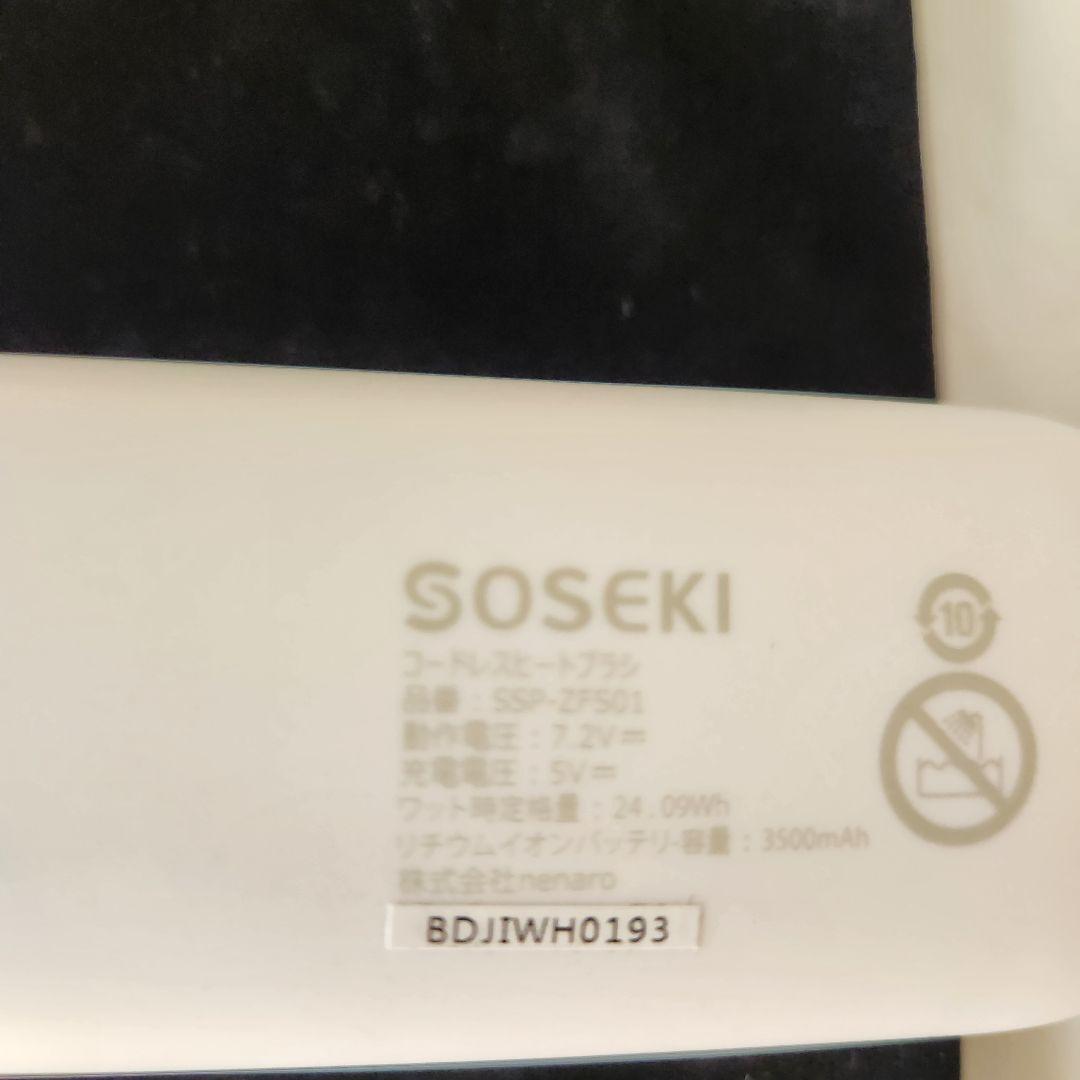 SOSEKI
コードレスヒートブラシ
品番：SSP-ZFS01
動作電圧：7.2V⎓
充電電圧：5V⎓
ワット時定格量：24.09Wh
リチウムイオンバッテリ-容量：3500mAh
株式会社nenaro
BDJIWH0193
10